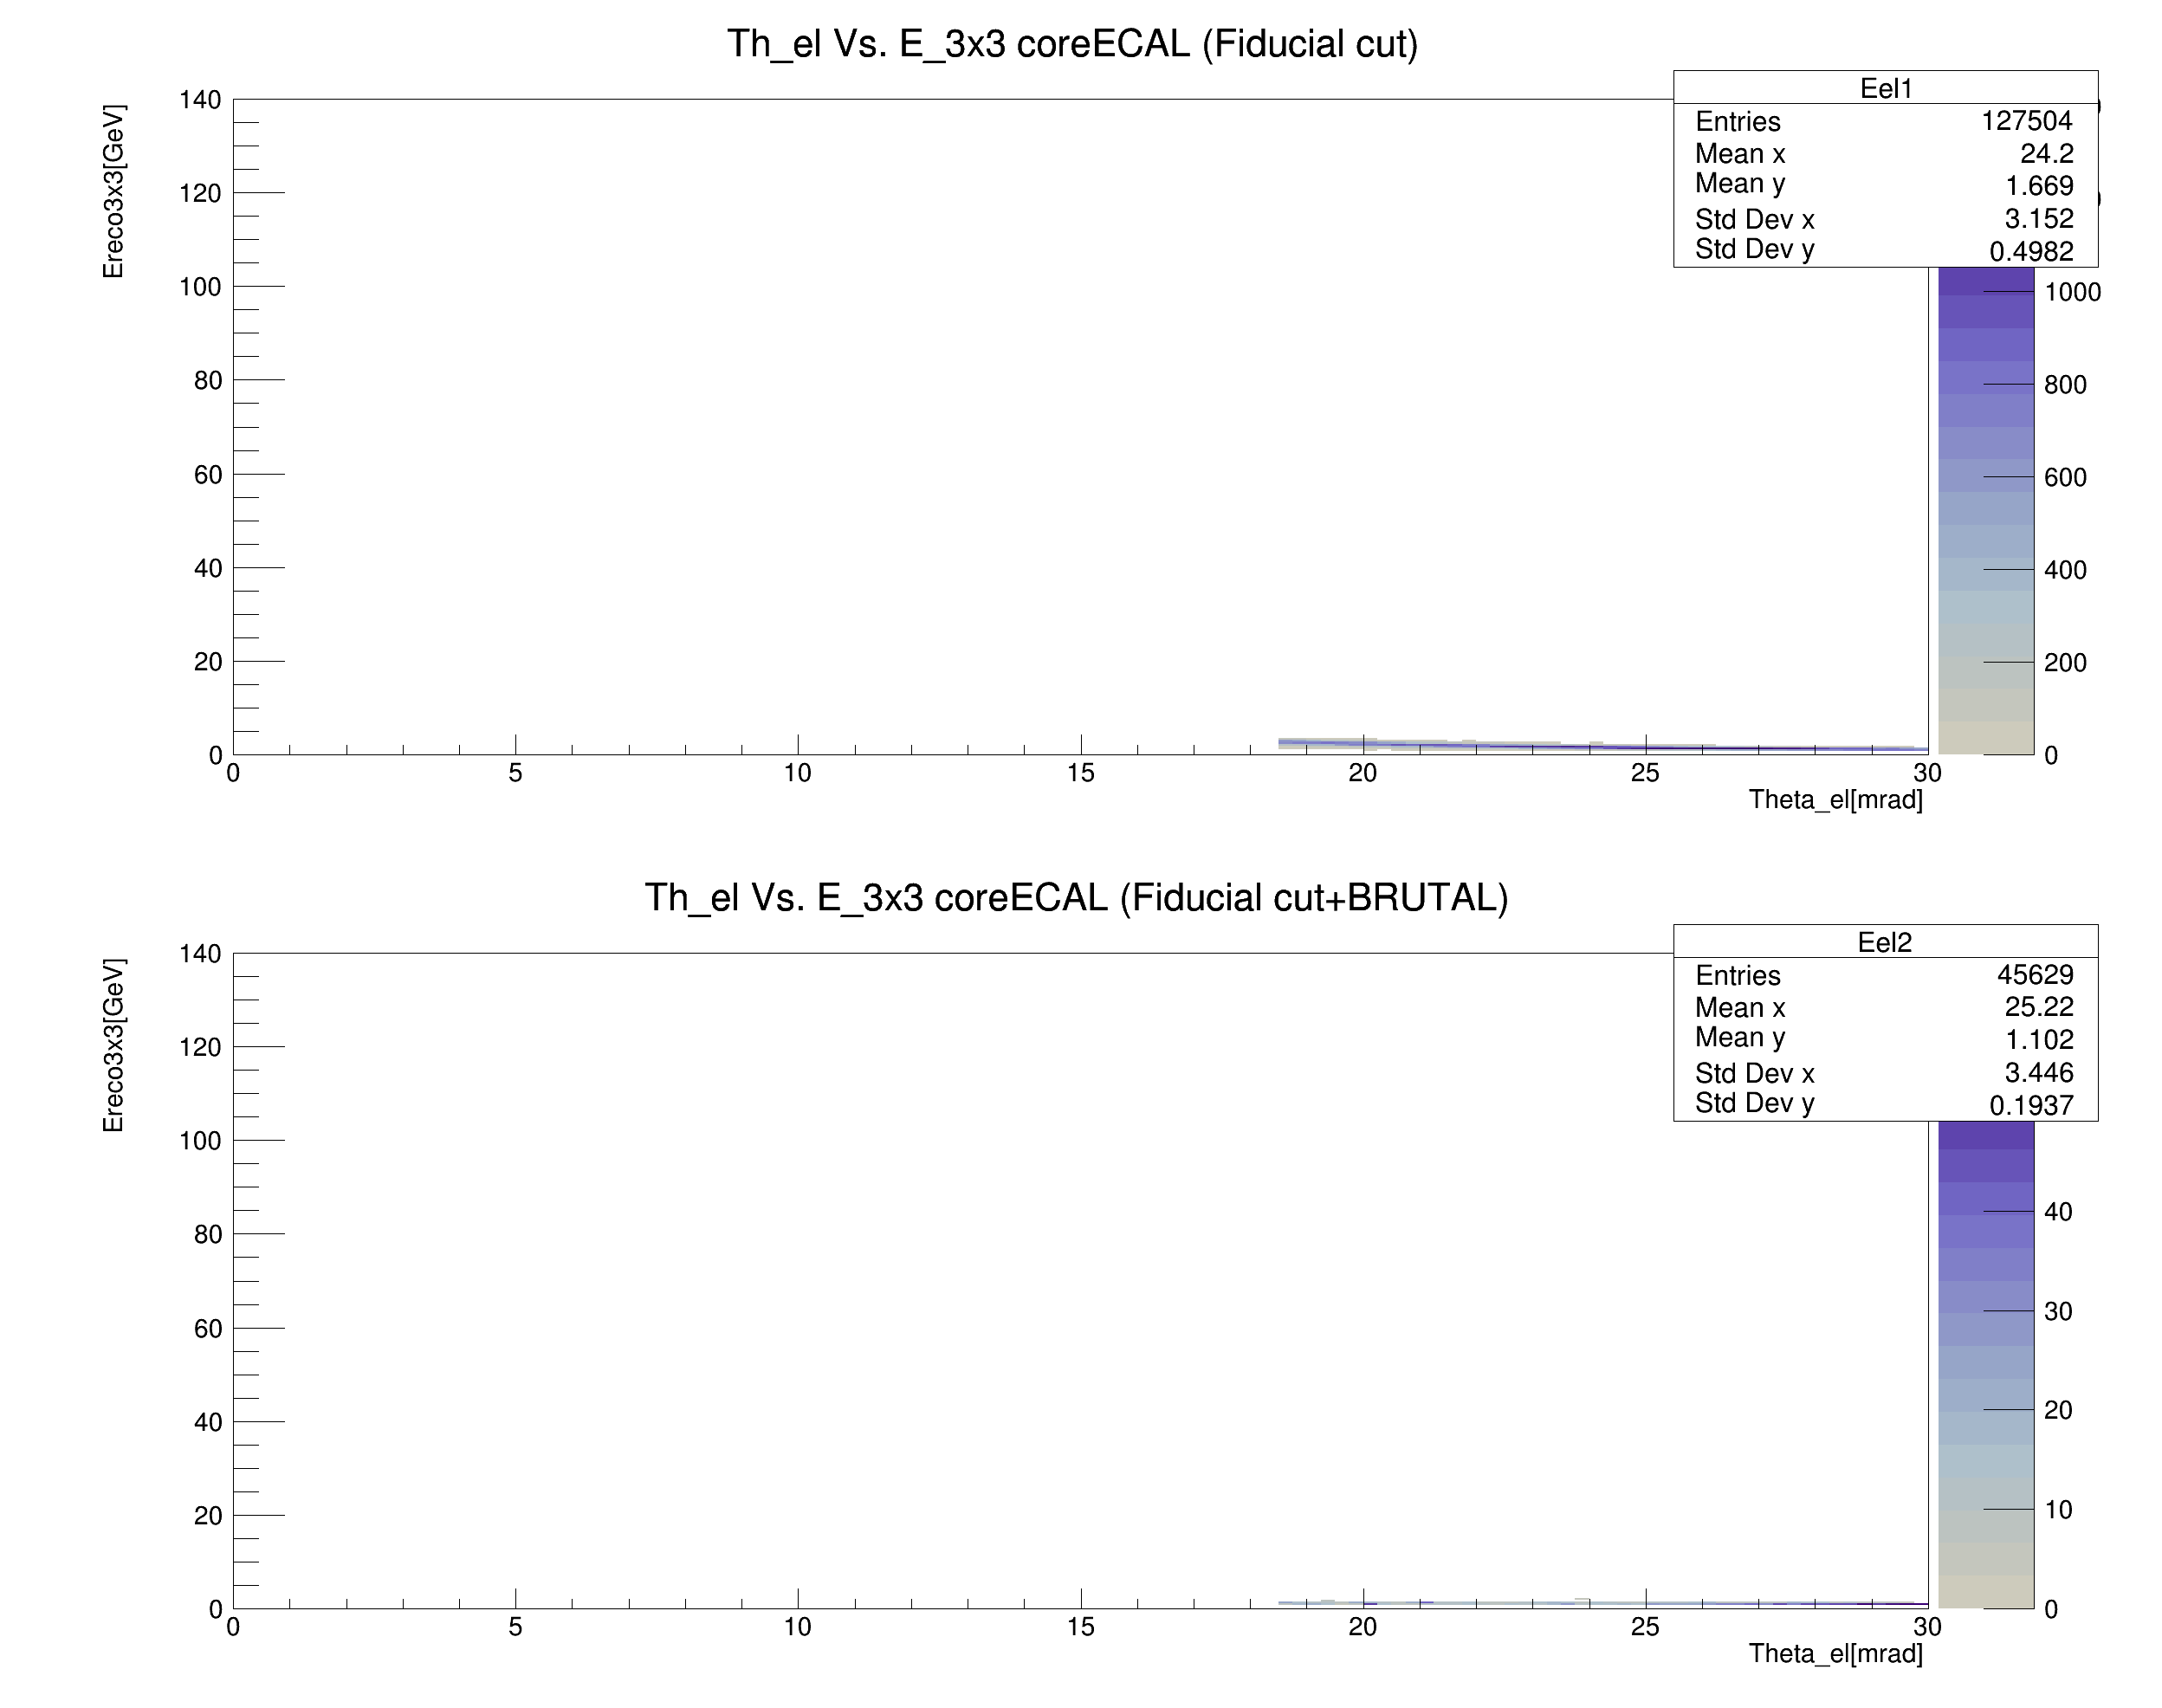 Th_el Vs. E_3x3 coreECAL (Fiducial cut)
Ereco3x3[GeV]
140
120
100
80
60
40
20
0
0 5 10 15 20 25 30
Theta_el[mrad]
Eel1
Entries 127504
Mean x 24.2
Mean y 1.669
Std Dev x 3.152
Std Dev y 0.4982
1000
800
600
400
200
0
Th_el Vs. E_3x3 coreECAL (Fiducial cut+BRUTAL)
Ereco3x3[GeV]
140
120
100
80
60
40
20
0
0 5 10 15 20 25 30
Theta_el[mrad]
Eel2
Entries 45629
Mean x 25.22
Mean y 1.102
Std Dev x 3.446
Std Dev y 0.1937
40
30
20
10
0